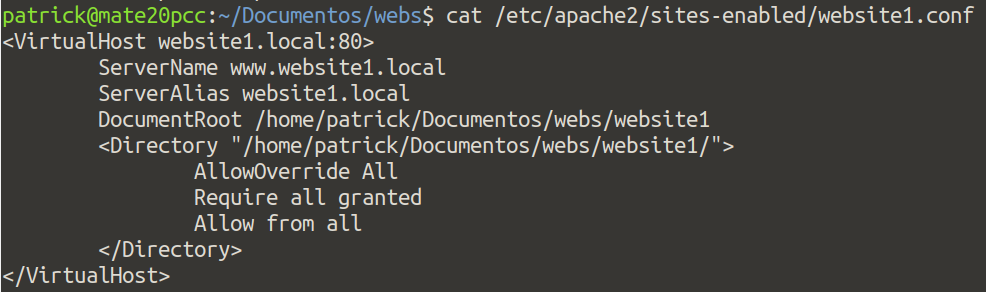 patrick@mate20pcc:~/Documentos/webs$ cat /etc/apache2/sites-enabled/website1.conf
<VirtualHost website1.local:80>
        ServerName www.website1.local
        ServerAlias website1.local
        DocumentRoot /home/patrick/Documentos/webs/website1
        <Directory "/home/patrick/Documentos/webs/website1/">
                AllowOverride All
                Require all granted
                Allow from all
        </Directory>
</VirtualHost>